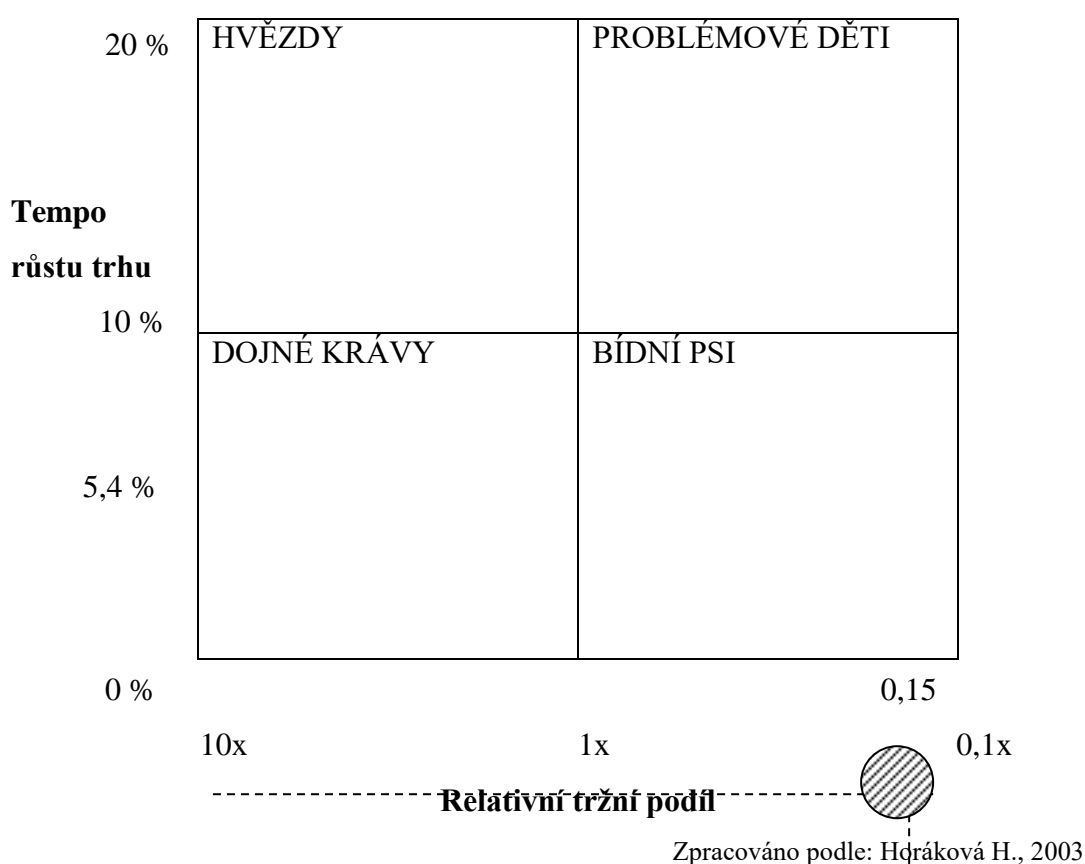 20 %
HVĚZDY
PROBLÉMOVÉ DĚTI
Tempo
růstu trhu
10 %
DOJNÉ KRÁVY
BÍDNÍ PSI
5,4 %
0 %
0,15
10x
1x
0,1x
Relativní tržní podíl
Zpracováno podle: Horáková H., 2003